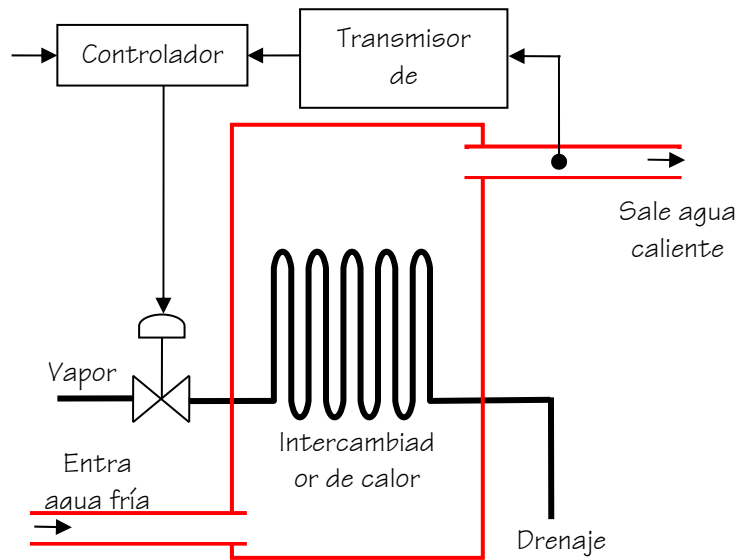 Controlador
Transmisor
de
Sale agua
caliente
Vapor
Intercambiad
or de calor
Entra
agua fría
Drenaje